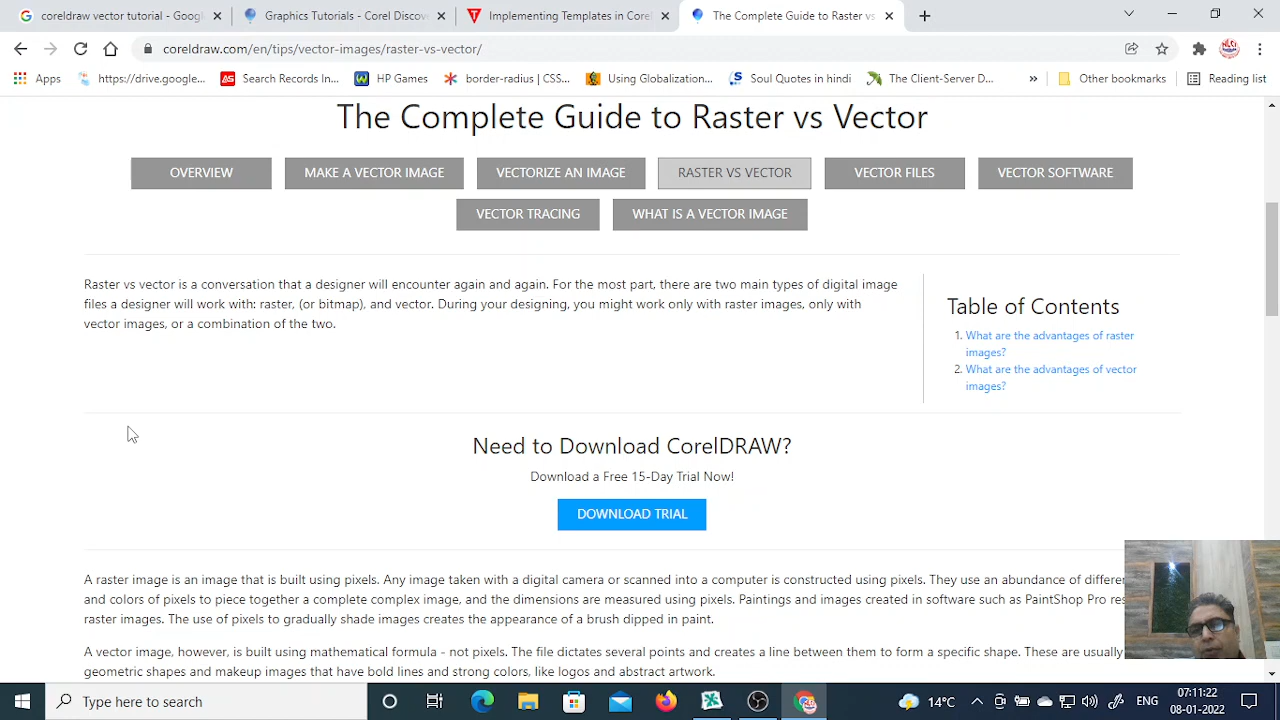 coreldraw vector tutorial - Goog
Graphics Tutorials - Corel Discov
Implementing Templates in Corel
The Complete Guide to Raster vs
coreldraw.com/en/tips/vector-images/raster-vs-vector/
Apps
https://drive.google...
Search Records In...
HP Games
border-radius | CSS...
Using Globalization...
Soul Quotes in hindi
The Client-Server D...
»
Other bookmarks
Reading list
The Complete Guide to Raster vs Vector
OVERVIEW
MAKE A VECTOR IMAGE
VECTORIZE AN IMAGE
RASTER VS VECTOR
VECTOR FILES
VECTOR SOFTWARE
VECTOR TRACING
WHAT IS A VECTOR IMAGE
Raster vs vector is a conversation that a designer will encounter again and again. For the most part, there are two main types of digital image
files a designer will work with: raster, (or bitmap), and vector. During your designing, you might work only with raster images, only with
vector images, or a combination of the two.
Table of Contents
1. What are the advantages of raster
images?
2. What are the advantages of vector
images?
Need to Download CorelDRAW?
Download a Free 15-Day Trial Now!
DOWNLOAD TRIAL
A raster image is an image that is built using pixels. Any image taken with a digital camera or scanned into a computer is constructed using pixels. They use an abundance of differen
and colors of pixels to piece together a complete complex image, and the dimensions are measured using pixels. Paintings and images created in software such as PaintShop Pro res
raster images. The use of pixels to gradually shade images creates the appearance of a brush dipped in paint.
A vector image, however, is built using mathematical formula - not pixels. The file dictates several points and creates a line between them to form a specific shape. These are usually
geometric shapes and makeup images that have bold lines and strong colors, like logos and abstract artwork.
Type here to search
14°C
ENG
07:11:22
08-01-2022